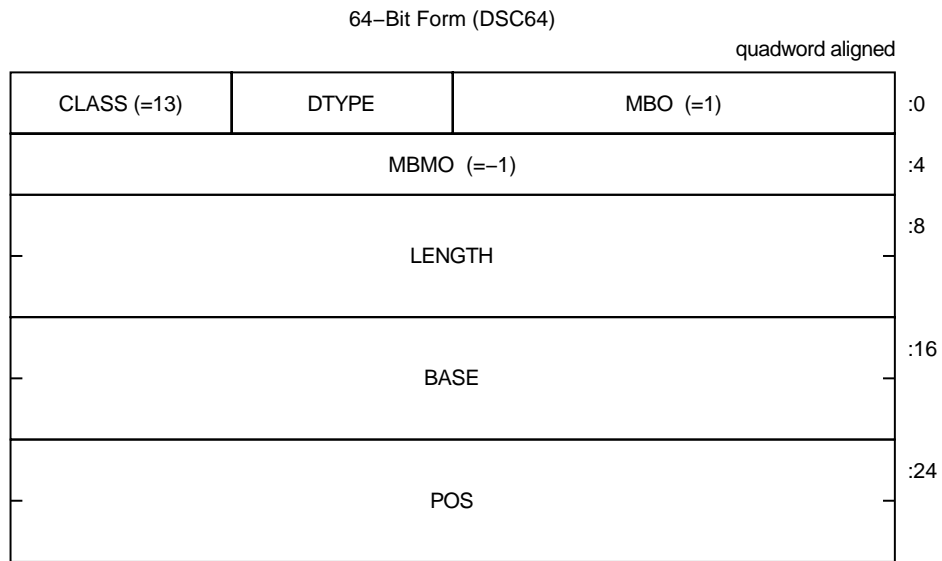 64–Bit Form (DSC64)
quadword aligned
CLASS (=13) DTYPE MBO (=1) :0
MBMO (=–1) :4
:8
LENGTH
:16
BASE
:24
POS